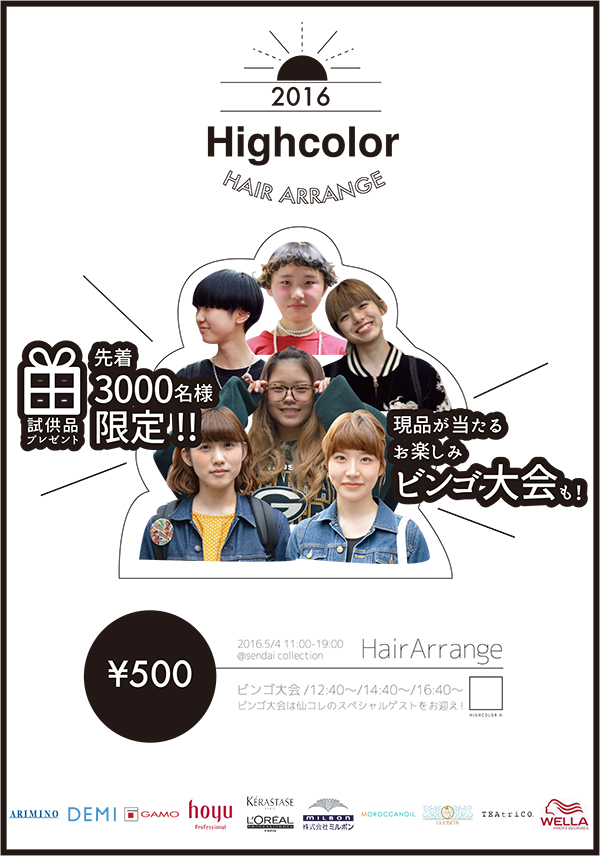 2016
Highcolor
HAIR ARRANGE
先着
3000名様
限定!!
試供品
プレゼント
現品が当たる
お楽しみ
ビンゴ大会も!
¥500
2016.5/4 11:00-19:00
@sendai collection
HairArrange
ビンゴ大会 /12:40〜/14:40〜/16:40〜
ビンゴ大会は仙コレのスペシャルゲストをお迎え!
HIGHCOLOR.H
ARIMINO
DEMI
GAMO
hoyu
Professional
KÉRASTASE
PARIS
L'ORÉAL
PROFESSIONNEL
PARIS
MILBON
株式会社ミルボン
MOROCCANOIL
TEAtriCO.
WELLA
PROFESSIONALS